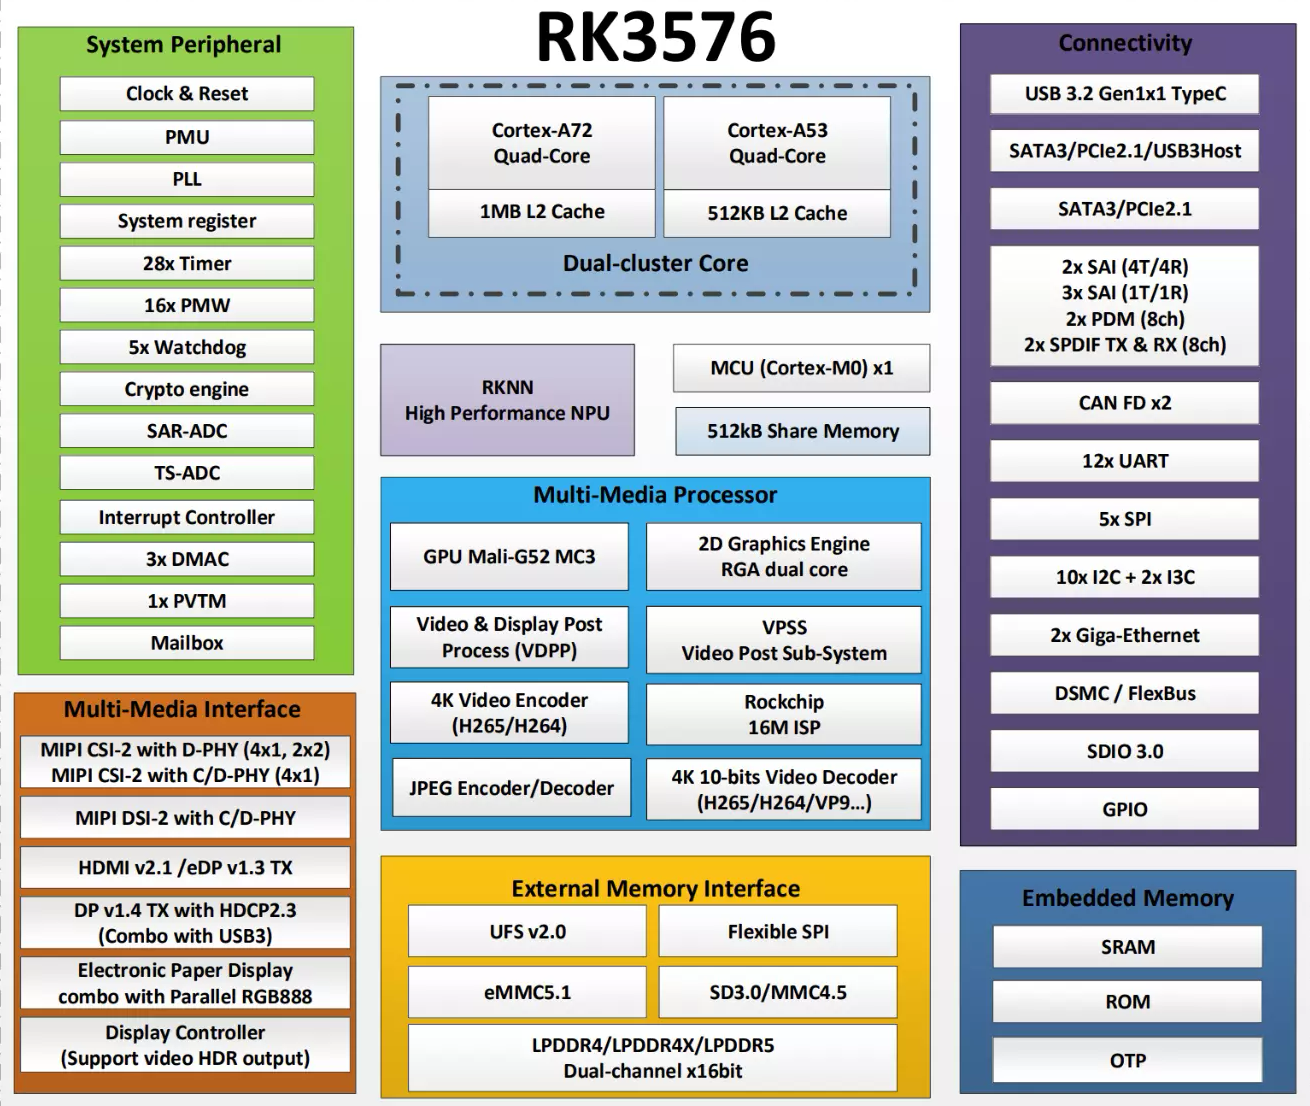 RK3576
System Peripheral
Clock & Reset
PMU
PLL
System register
28x Timer
16x PMW
5x Watchdog
Crypto engine
SAR-ADC
TS-ADC
Interrupt Controller
3x DMAC
1x PVTM
Mailbox
Multi-Media Interface
MIPI CSI-2 with D-PHY (4x1, 2x2)
MIPI CSI-2 with C/D-PHY (4x1)
MIPI DSI-2 with C/D-PHY
HDMI v2.1 /eDP v1.3 TX
DP v1.4 TX with HDCP2.3
(Combo with USB3)
Electronic Paper Display
combo with Parallel RGB888
Display Controller
(Support video HDR output)
Cortex-A72
Quad-Core
1MB L2 Cache
Cortex-A53
Quad-Core
512KB L2 Cache
Dual-cluster Core
RKNN
High Performance NPU
MCU (Cortex-M0) x1
512kB Share Memory
Multi-Media Processor
GPU Mali-G52 MC3
2D Graphics Engine
RGA dual core
Video & Display Post
Process (VDPP)
VPSS
Video Post Sub-System
4K Video Encoder
(H265/H264)
Rockchip
16M ISP
JPEG Encoder/Decoder
4K 10-bits Video Decoder
(H265/H264/VP9...)
External Memory Interface
UFS v2.0
Flexible SPI
eMMC5.1
SD3.0/MMC4.5
LPDDR4/LPDDR4X/LPDDR5
Dual-channel x16bit
Connectivity
USB 3.2 Gen1x1 TypeC
SATA3/PCIe2.1/USB3Host
SATA3/PCIe2.1
2x SAI (4T/4R)
3x SAI (1T/1R)
2x PDM (8ch)
2x SPDIF TX & RX (8ch)
CAN FD x2
12x UART
5x SPI
10x I2C + 2x I3C
2x Giga-Ethernet
DSMC / FlexBus
SDIO 3.0
GPIO
Embedded Memory
SRAM
ROM
OTP